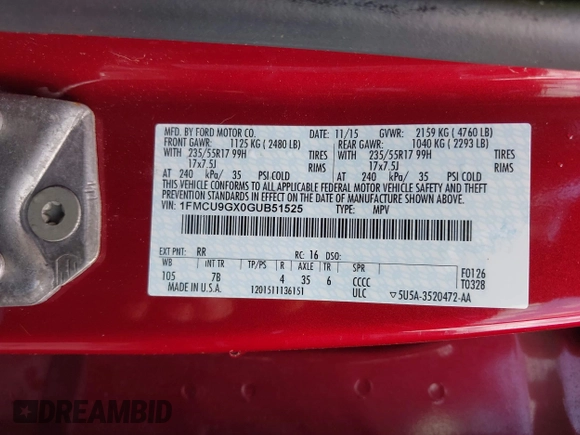 MFD. BY FORD MOTOR CO. 11/15 GVWR: 2159 KG ( 4760 LB)
FRONT GAWR: 1125 KG ( 2480 LB) REAR GAWR: 1040 KG ( 2293 LB)
WITH 235/55R17 99H TIRES WITH 235/55R17 99H TIRES
17x7.5J RIMS 17x7.5J RIMS
AT 240 kPa/ 35 PSI COLD AT 240 kPa/ 35 PSI COLD
THIS VEHICLE CONFORMS TO ALL APPLICABLE FEDERAL MOTOR VEHICLE SAFETY AND THEFT
PREVENTION STANDARDS IN EFFECT ON THE DATE OF MANUFACTURE SHOWN ABOVE.
VIN: 1FMCU9GX0GUB51525 TYPE: MPV
EXT PNT: RR RC: 16 DSO:
WB INT TR TP/PS R AXLE TR SPR F0126
105 7B 4 35 6 CCCC T0328
MADE IN U.S.A. 1201511136151 ULC ▽5U5A-3520472-AA
DREAMBID